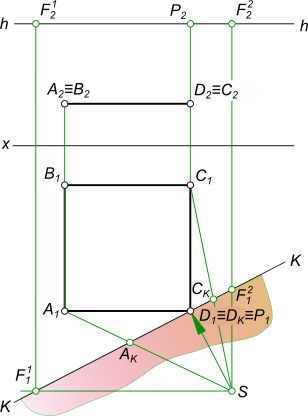 h F₂¹ P₂ F₂² h
A₂≡B₂ D₂≡C₂
x
B₁ C₁
K
C_K F₁²
A₁ D₁≡D_K≡P₁
A_K
F₁¹ S
K